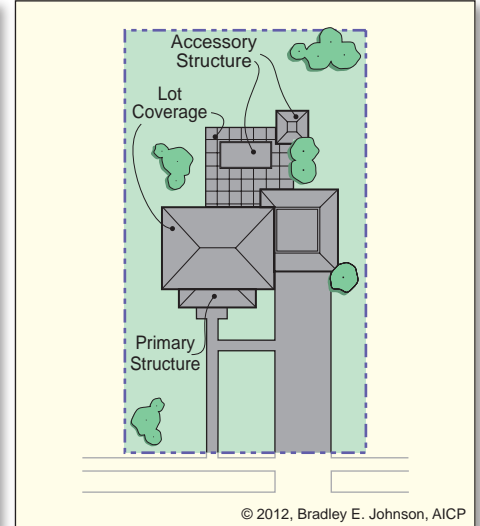 Accessory
Structure
Lot
Coverage
Primary
Structure
© 2012, Bradley E. Johnson, AICP